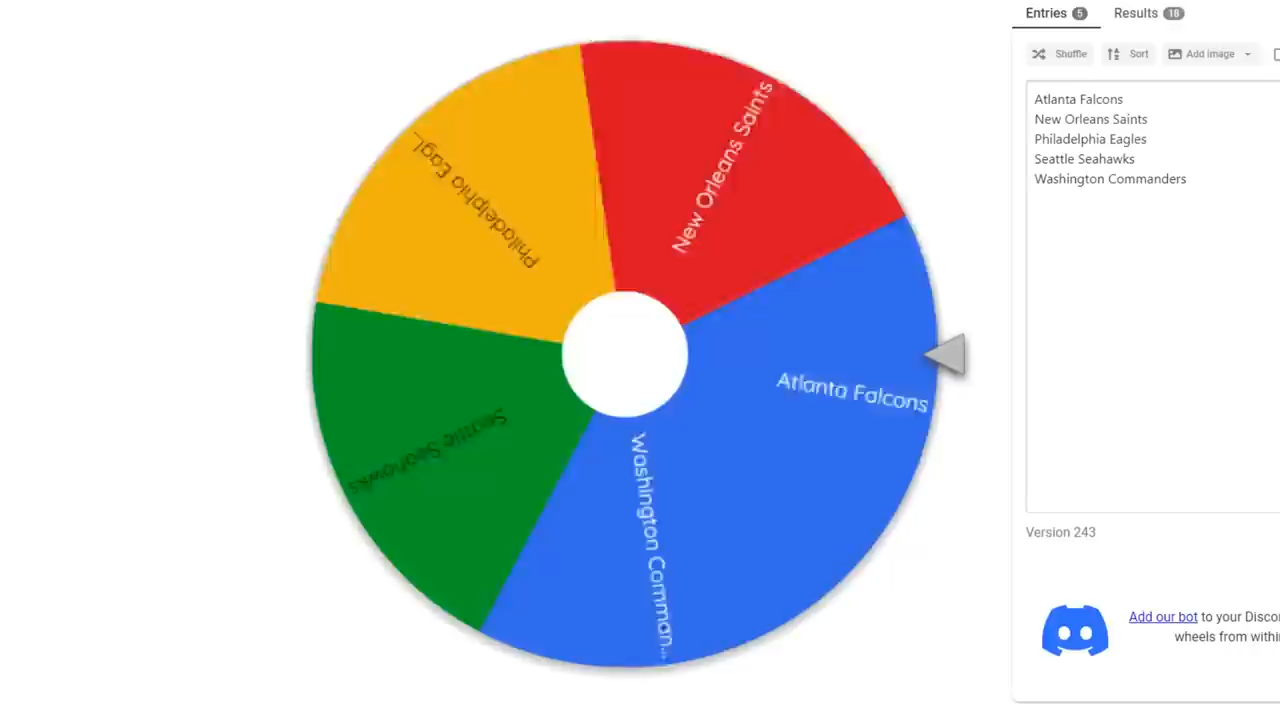 Entries 5 Results 18
Shuffle Sort Add image
Atlanta Falcons
New Orleans Saints
Philadelphia Eagles
Seattle Seahawks
Washington Commanders
New Orleans Saints
Philadelphia Eagl...
Atlanta Falcons
Seattle Seahawks
Washington Comman...
Version 243
Add our bot to your Disco
wheels from withi